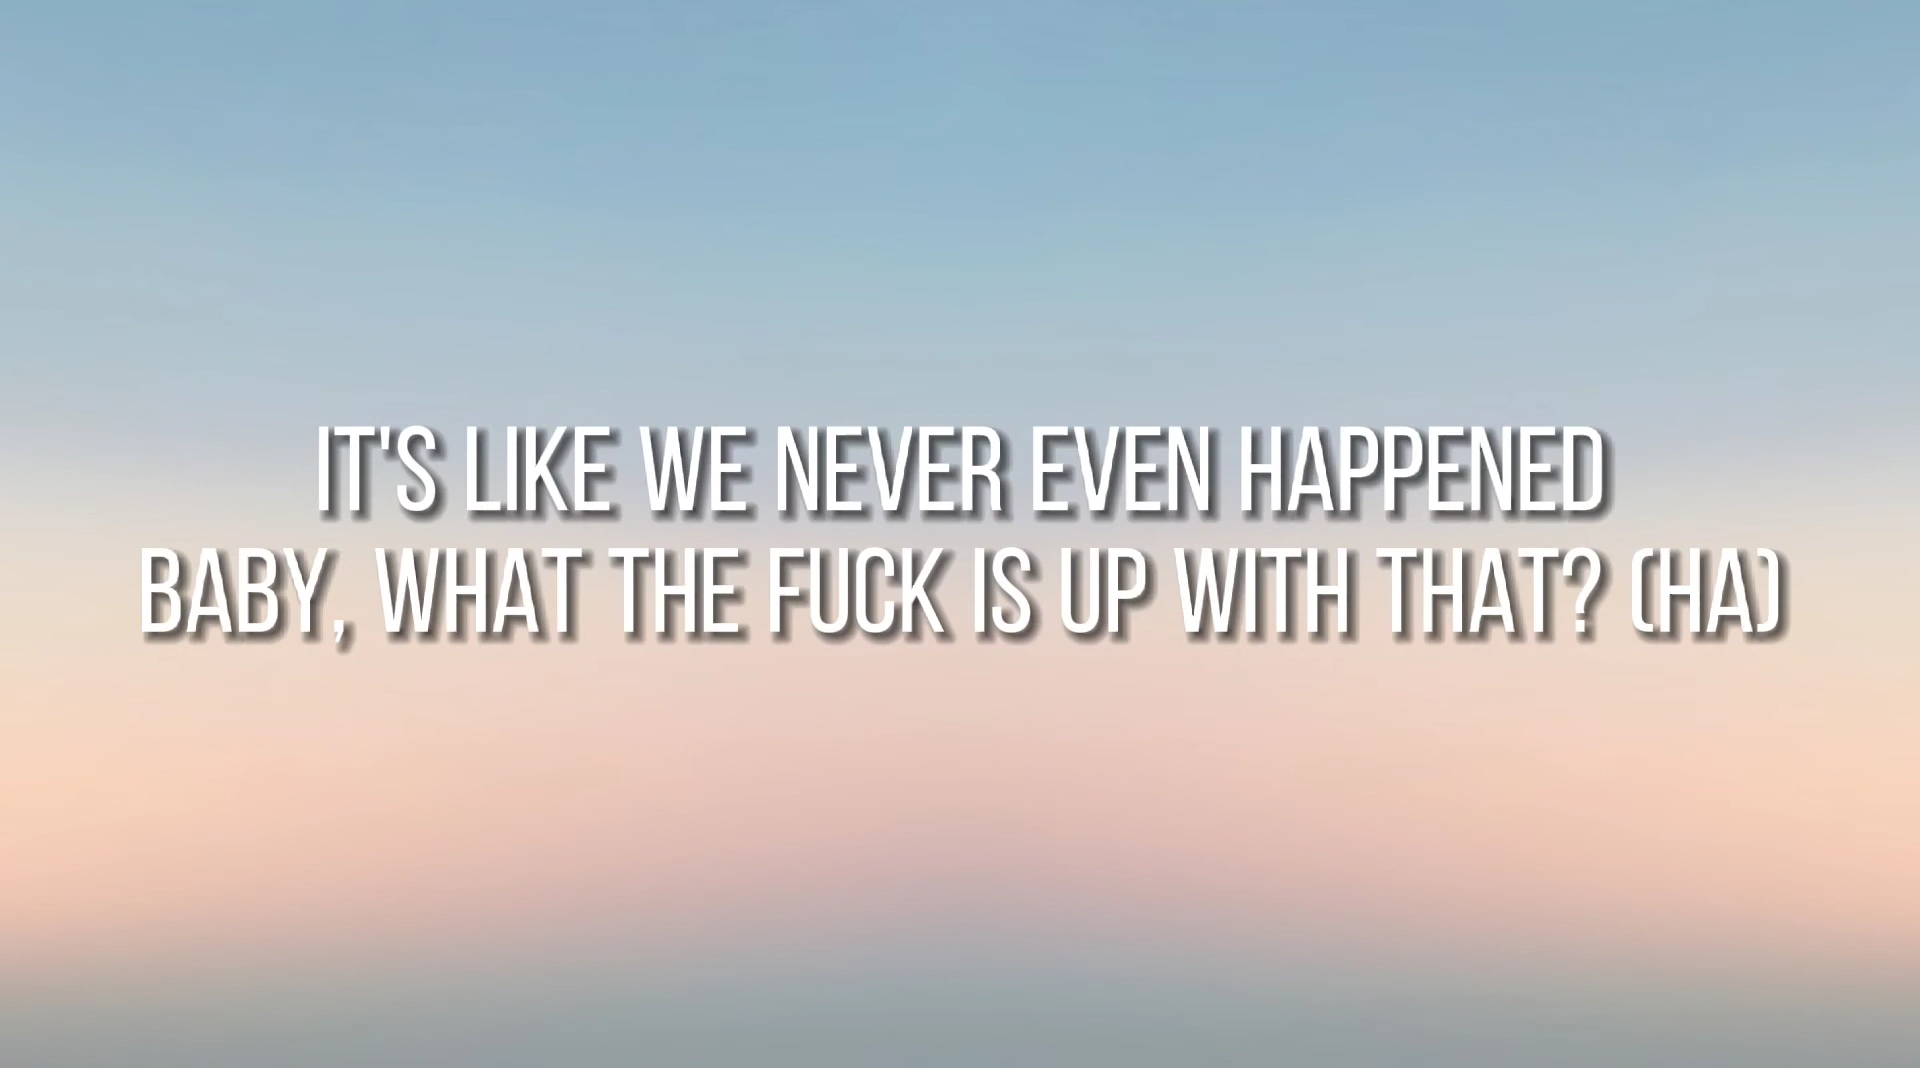 IT'S LIKE WE NEVER EVEN HAPPENED
BABY, WHAT THE FUCK IS UP WITH THAT? (HA)